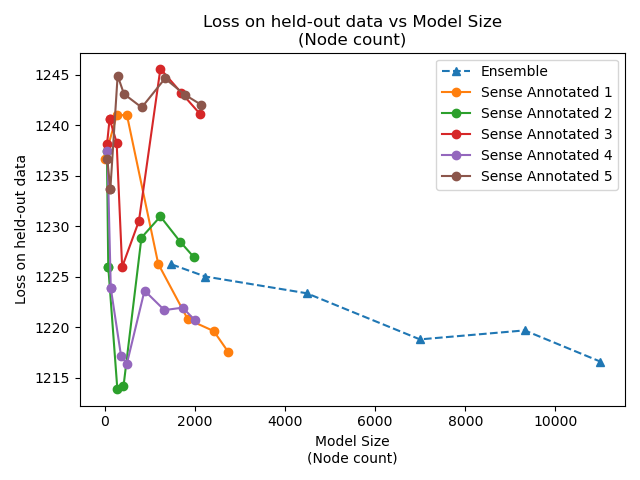 Loss on held-out data vs Model Size
(Node count)
Loss on held-out data
1245
1240
1235
1230
1225
1220
1215
Ensemble
Sense Annotated 1
Sense Annotated 2
Sense Annotated 3
Sense Annotated 4
Sense Annotated 5
0 2000 4000 6000 8000 10000
Model Size
(Node count)